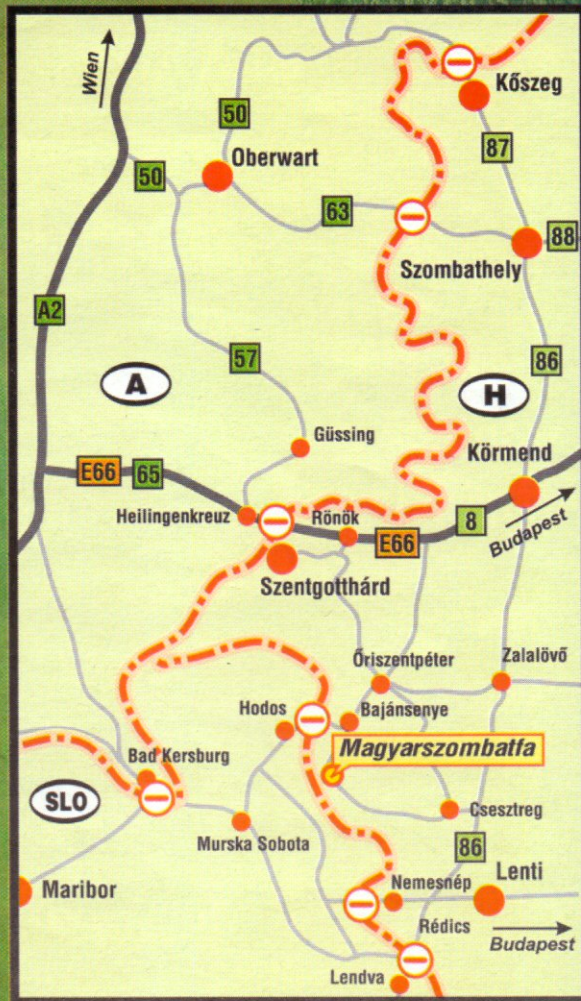 Wien
Kőszeg
50
87
Oberwart
50
63
88
Szombathely
A2
57
86
A
H
Güssing
Körmend
E66
65
Heilingenkreuz
Rönök
8
E66
Budapest
Szentgotthárd
Őriszentpéter
Zalalövő
Hodos
Bajánsenye
Magyarszombatfa
Bad Kersburg
SLO
Csesztreg
Murska Sobota
86
Maribor
Nemesnép
Lenti
Rédics
Budapest
Lendva